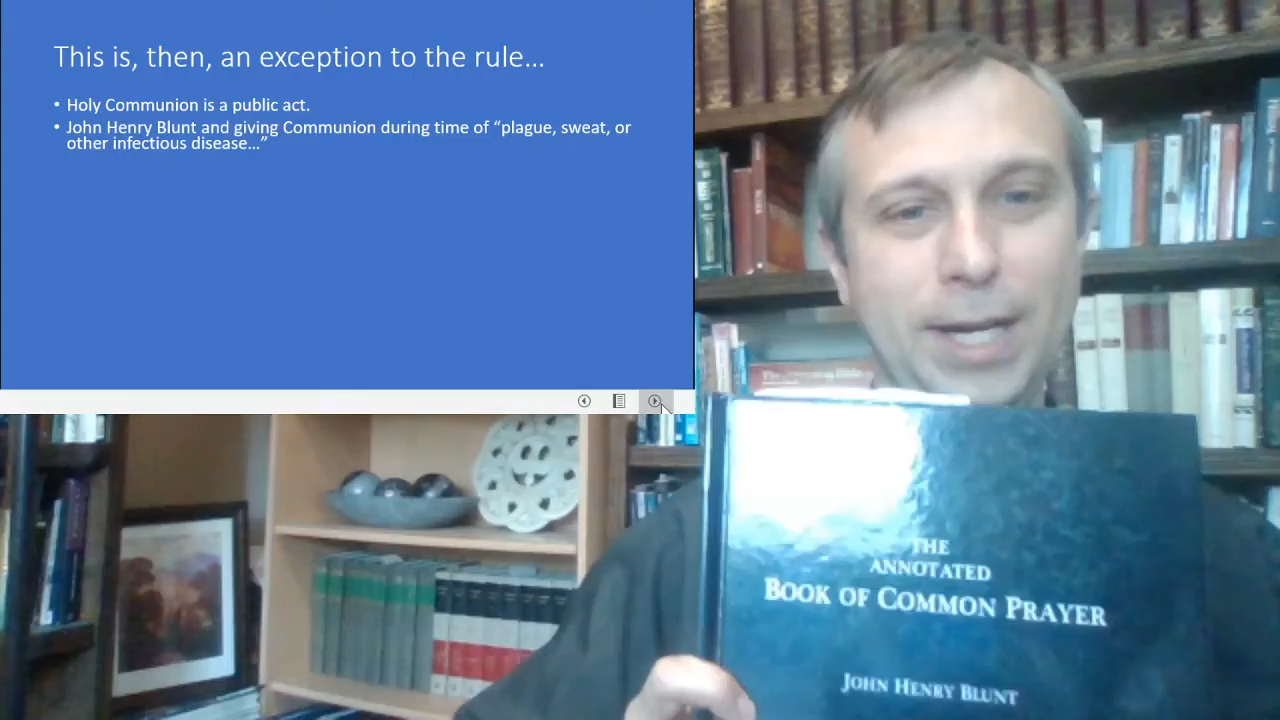 This is, then, an exception to the rule...
• Holy Communion is a public act.
• John Henry Blunt and giving Communion during time of “plague, sweat, or
other infectious disease...”
THE
ANNOTATED
BOOK OF COMMON PRAYER
JOHN HENRY BLUNT